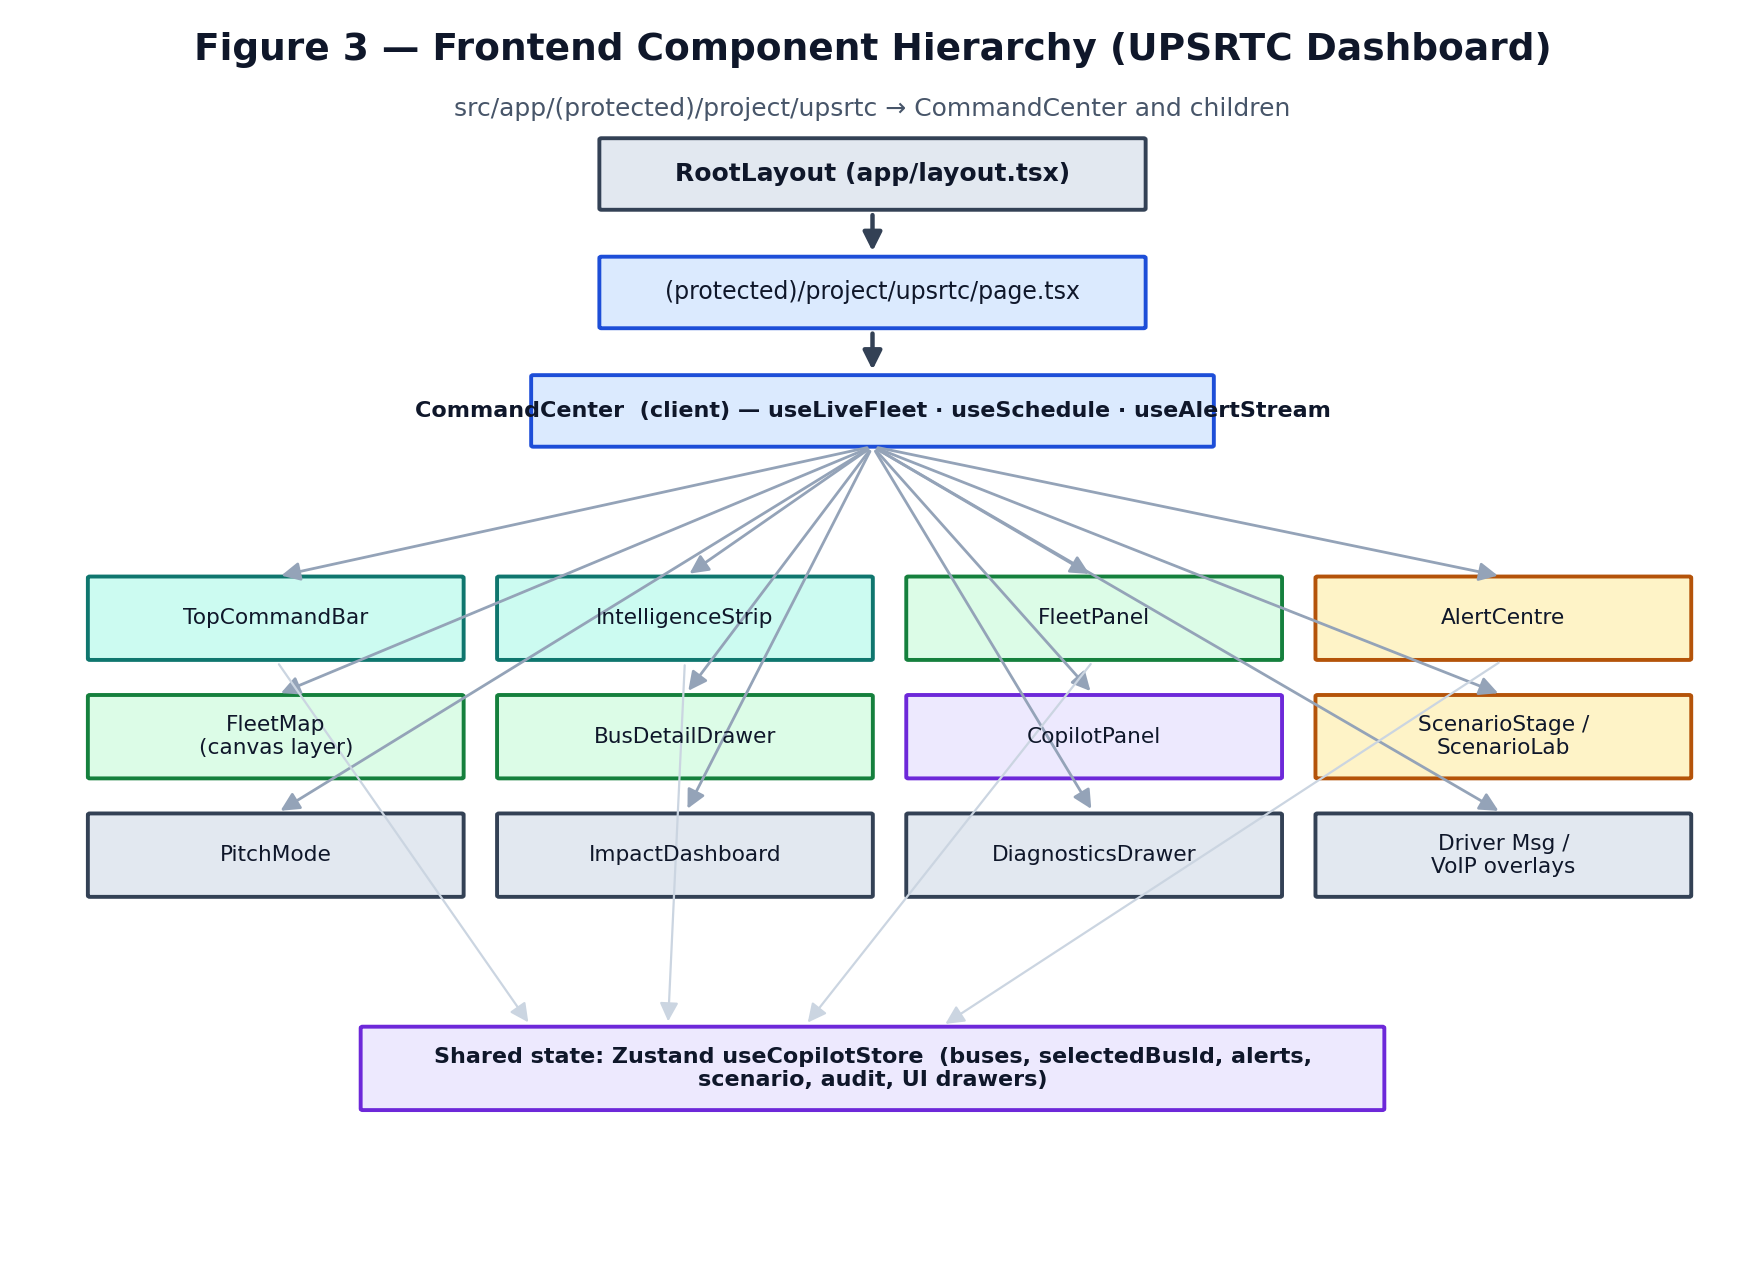 Figure 3 — Frontend Component Hierarchy (UPSRTC Dashboard)
src/app/(protected)/project/upsrtc → CommandCenter and children
RootLayout (app/layout.tsx)
(protected)/project/upsrtc/page.tsx
CommandCenter  (client) — useLiveFleet · useSchedule · useAlertStream
TopCommandBar
IntelligenceStrip
FleetPanel
AlertCentre
FleetMap
(canvas layer)
BusDetailDrawer
CopilotPanel
ScenarioStage /
ScenarioLab
PitchMode
ImpactDashboard
DiagnosticsDrawer
Driver Msg /
VoIP overlays
Shared state: Zustand useCopilotStore  (buses, selectedBusId, alerts,
scenario, audit, UI drawers)